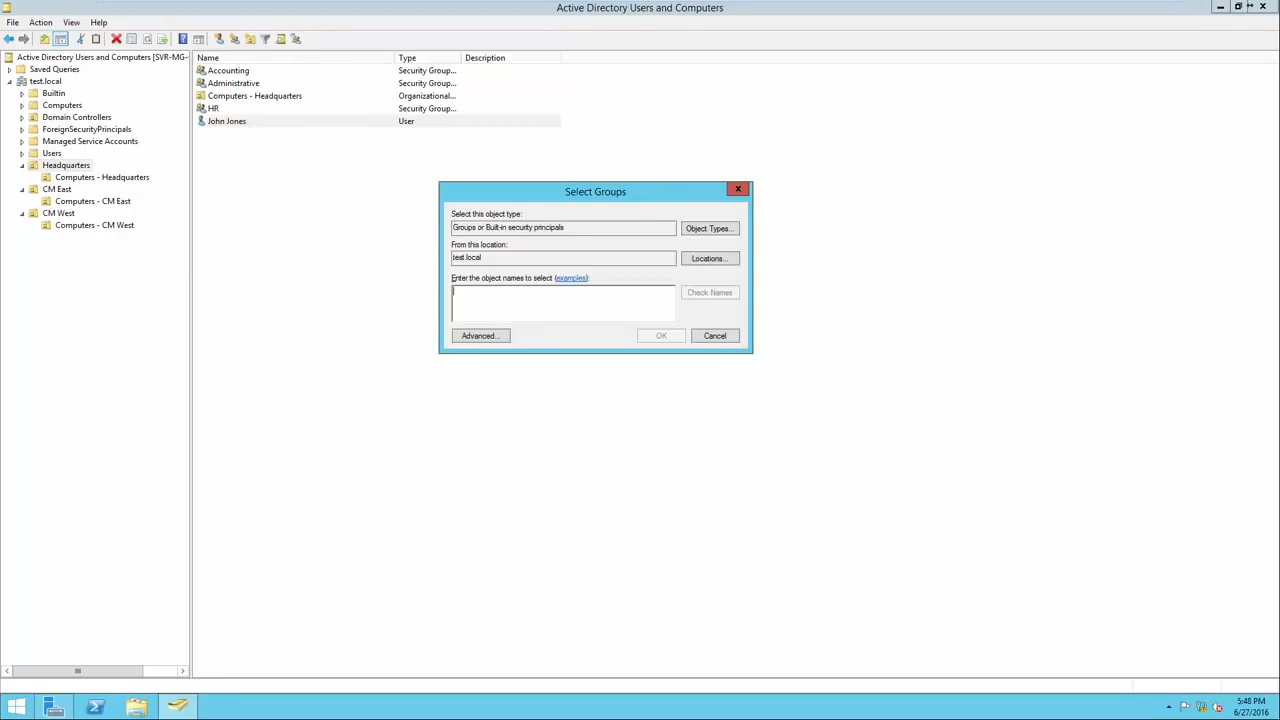 Active Directory Users and Computers
File Action View Help
Active Directory Users and Computers [SVR-MG-
Saved Queries
test.local
Builtin
Computers
Domain Controllers
ForeignSecurityPrincipals
Managed Service Accounts
Users
Headquarters
Computers - Headquarters
CM East
Computers - CM East
CM West
Computers - CM West
Name Type Description
Accounting Security Group...
Administrative Security Group...
Computers - Headquarters Organizational...
HR Security Group...
John Jones User
Select Groups
x
Select this object type:
Groups or Built-in security principals Object Types...
From this location:
test.local Locations...
Enter the object names to select (examples):
Check Names
Advanced... OK Cancel
5:48 PM
6/27/2016